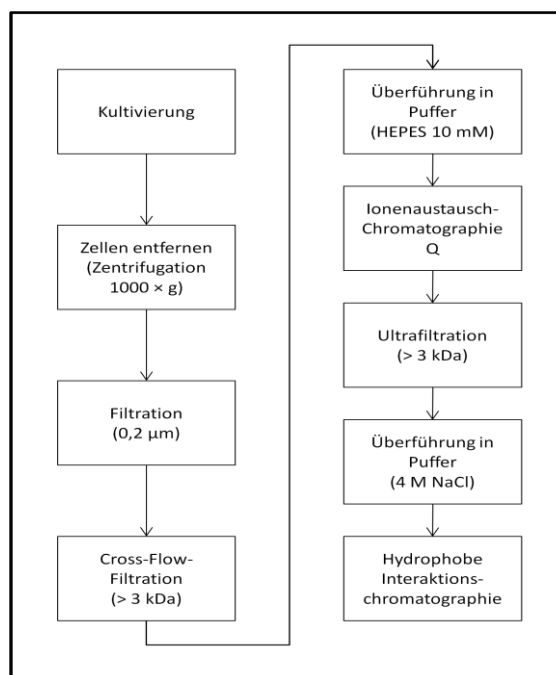 Kultivierung
Zellen entfernen
(Zentrifugation
1000 × g)
Filtration
(0,2 µm)
Cross-Flow-
Filtration
(> 3 kDa)
Überführung in
Puffer
(HEPES 10 mM)
Ionenaustausch-
Chromatographie
Q
Ultrafiltration
(> 3 kDa)
Überführung in
Puffer
(4 M NaCl)
Hydrophobe
Interaktions-
chromatographie